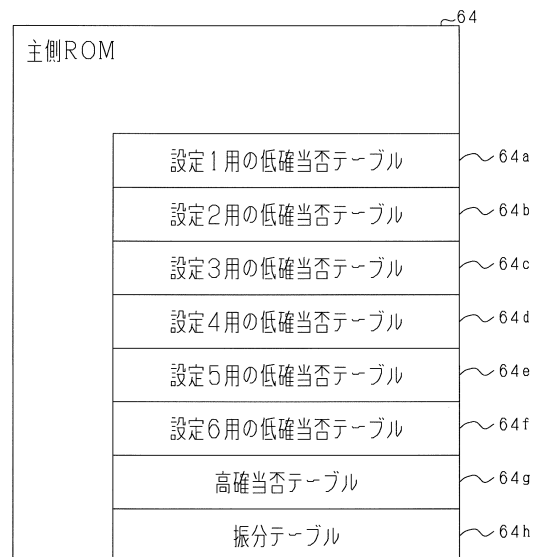 64
主側ROM
設定1用の低確当否テーブル 64a
設定2用の低確当否テーブル 64b
設定3用の低確当否テーブル 64c
設定4用の低確当否テーブル 64d
設定5用の低確当否テーブル 64e
設定6用の低確当否テーブル 64f
高確当否テーブル 64g
振分テーブル 64h